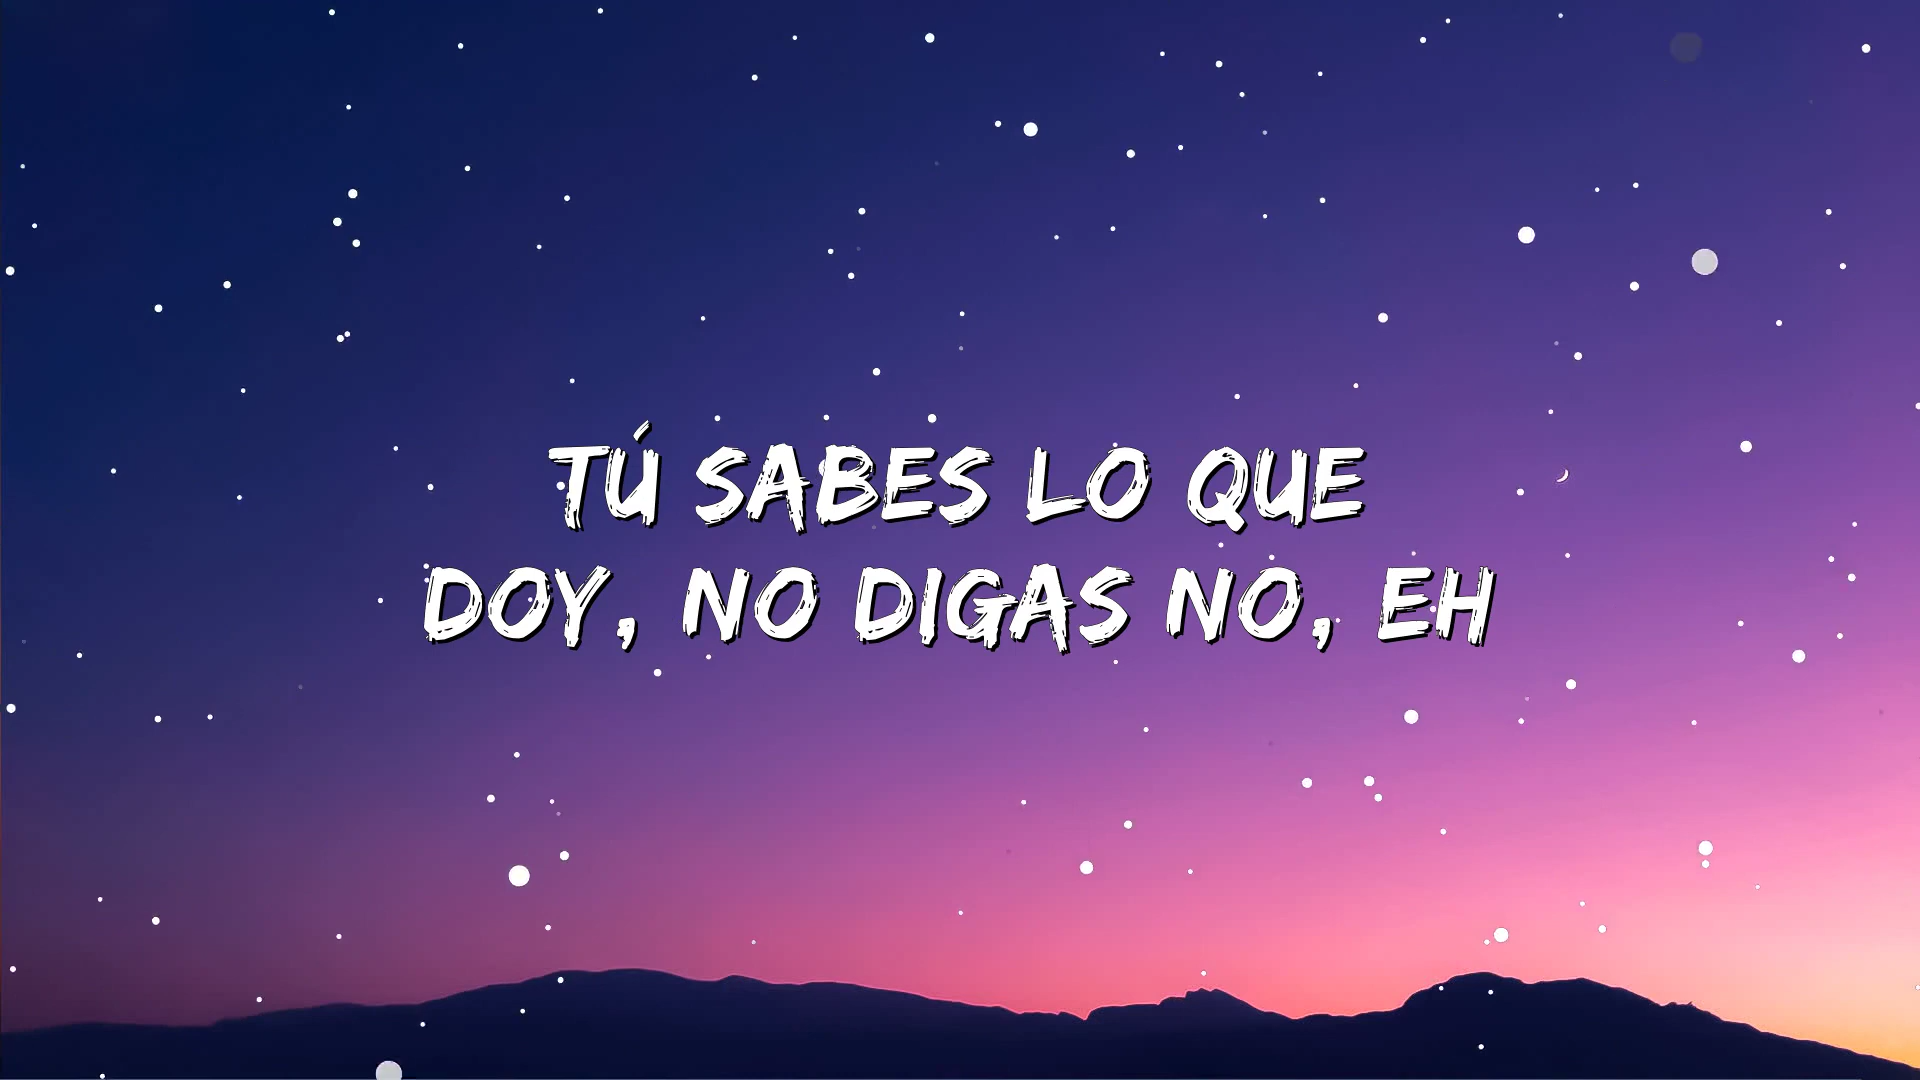 TÚ SABES LO QUE
DOY, NO DIGAS NO, EH